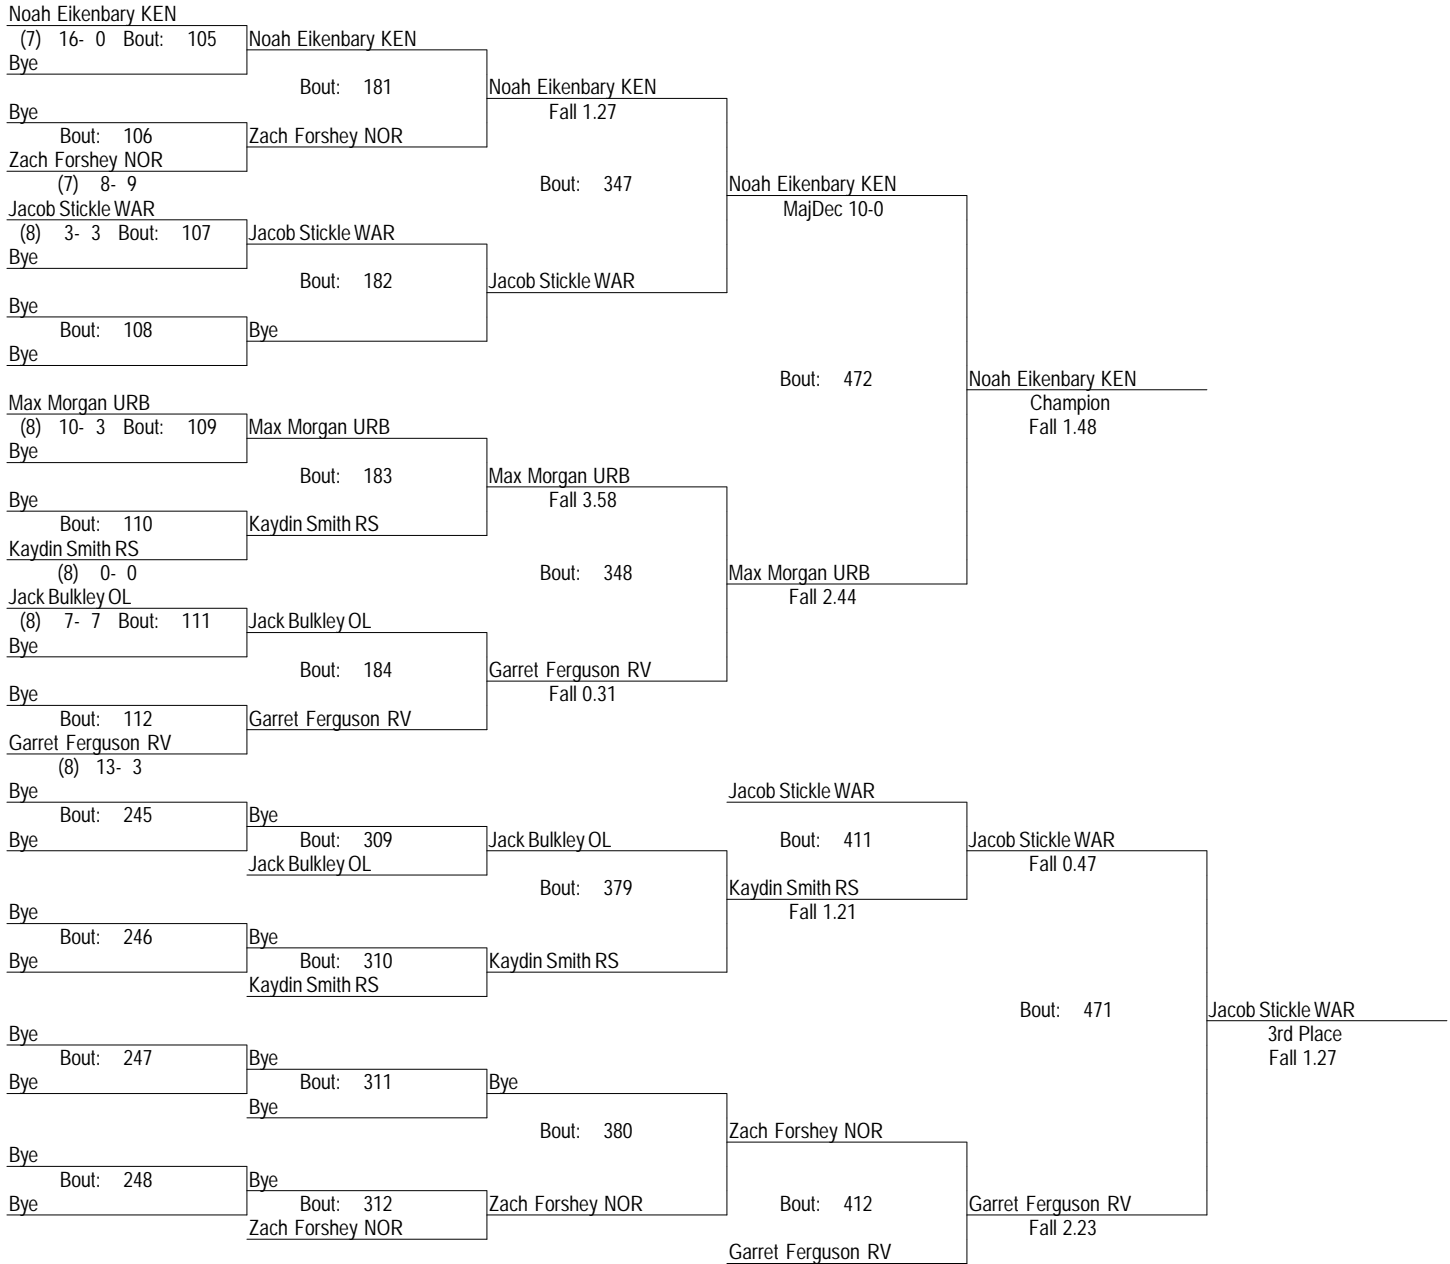 Noah Eikenbary KEN
(7) 16- 0 Bout: 105 Noah Eikenbary KEN
Bye
Bout: 181 Noah Eikenbary KEN
Bye Fall 1.27
Bout: 106 Zach Forshey NOR
Zach Forshey NOR
(7) 8- 9 Bout: 347 Noah Eikenbary KEN
Jacob Stickle WAR MajDec 10-0
(8) 3- 3 Bout: 107 Jacob Stickle WAR
Bye
Bout: 182 Jacob Stickle WAR
Bye
Bout: 108 Bye
Bye
Bout: 472 Noah Eikenbary KEN
Max Morgan URB Champion
(8) 10- 3 Bout: 109 Max Morgan URB Fall 1.48
Bye
Bout: 183 Max Morgan URB
Bye Fall 3.58
Bout: 110 Kaydin Smith RS
Kaydin Smith RS
(8) 0- 0 Bout: 348 Max Morgan URB
Jack Bulkley OL Fall 2.44
(8) 7- 7 Bout: 111 Jack Bulkley OL
Bye
Bout: 184 Garret Ferguson RV
Bye Fall 0.31
Bout: 112 Garret Ferguson RV
Garret Ferguson RV
(8) 13- 3
Bye Jacob Stickle WAR
Bout: 245 Bye
Bye Bout: 309 Jack Bulkley OL Bout: 411 Jacob Stickle WAR
Jack Bulkley OL Fall 0.47
Bout: 379 Kaydin Smith RS
Bye Fall 1.21
Bout: 246 Bye
Bye Bout: 310 Kaydin Smith RS
Kaydin Smith RS
Bout: 471 Jacob Stickle WAR
Bye 3rd Place
Bout: 247 Bye Fall 1.27
Bye Bout: 311 Bye
Bye
Bout: 380 Zach Forshey NOR
Bye
Bout: 248 Bye
Bye Bout: 312 Zach Forshey NOR Bout: 412 Garret Ferguson RV
Zach Forshey NOR Fall 2.23
Garret Ferguson RV